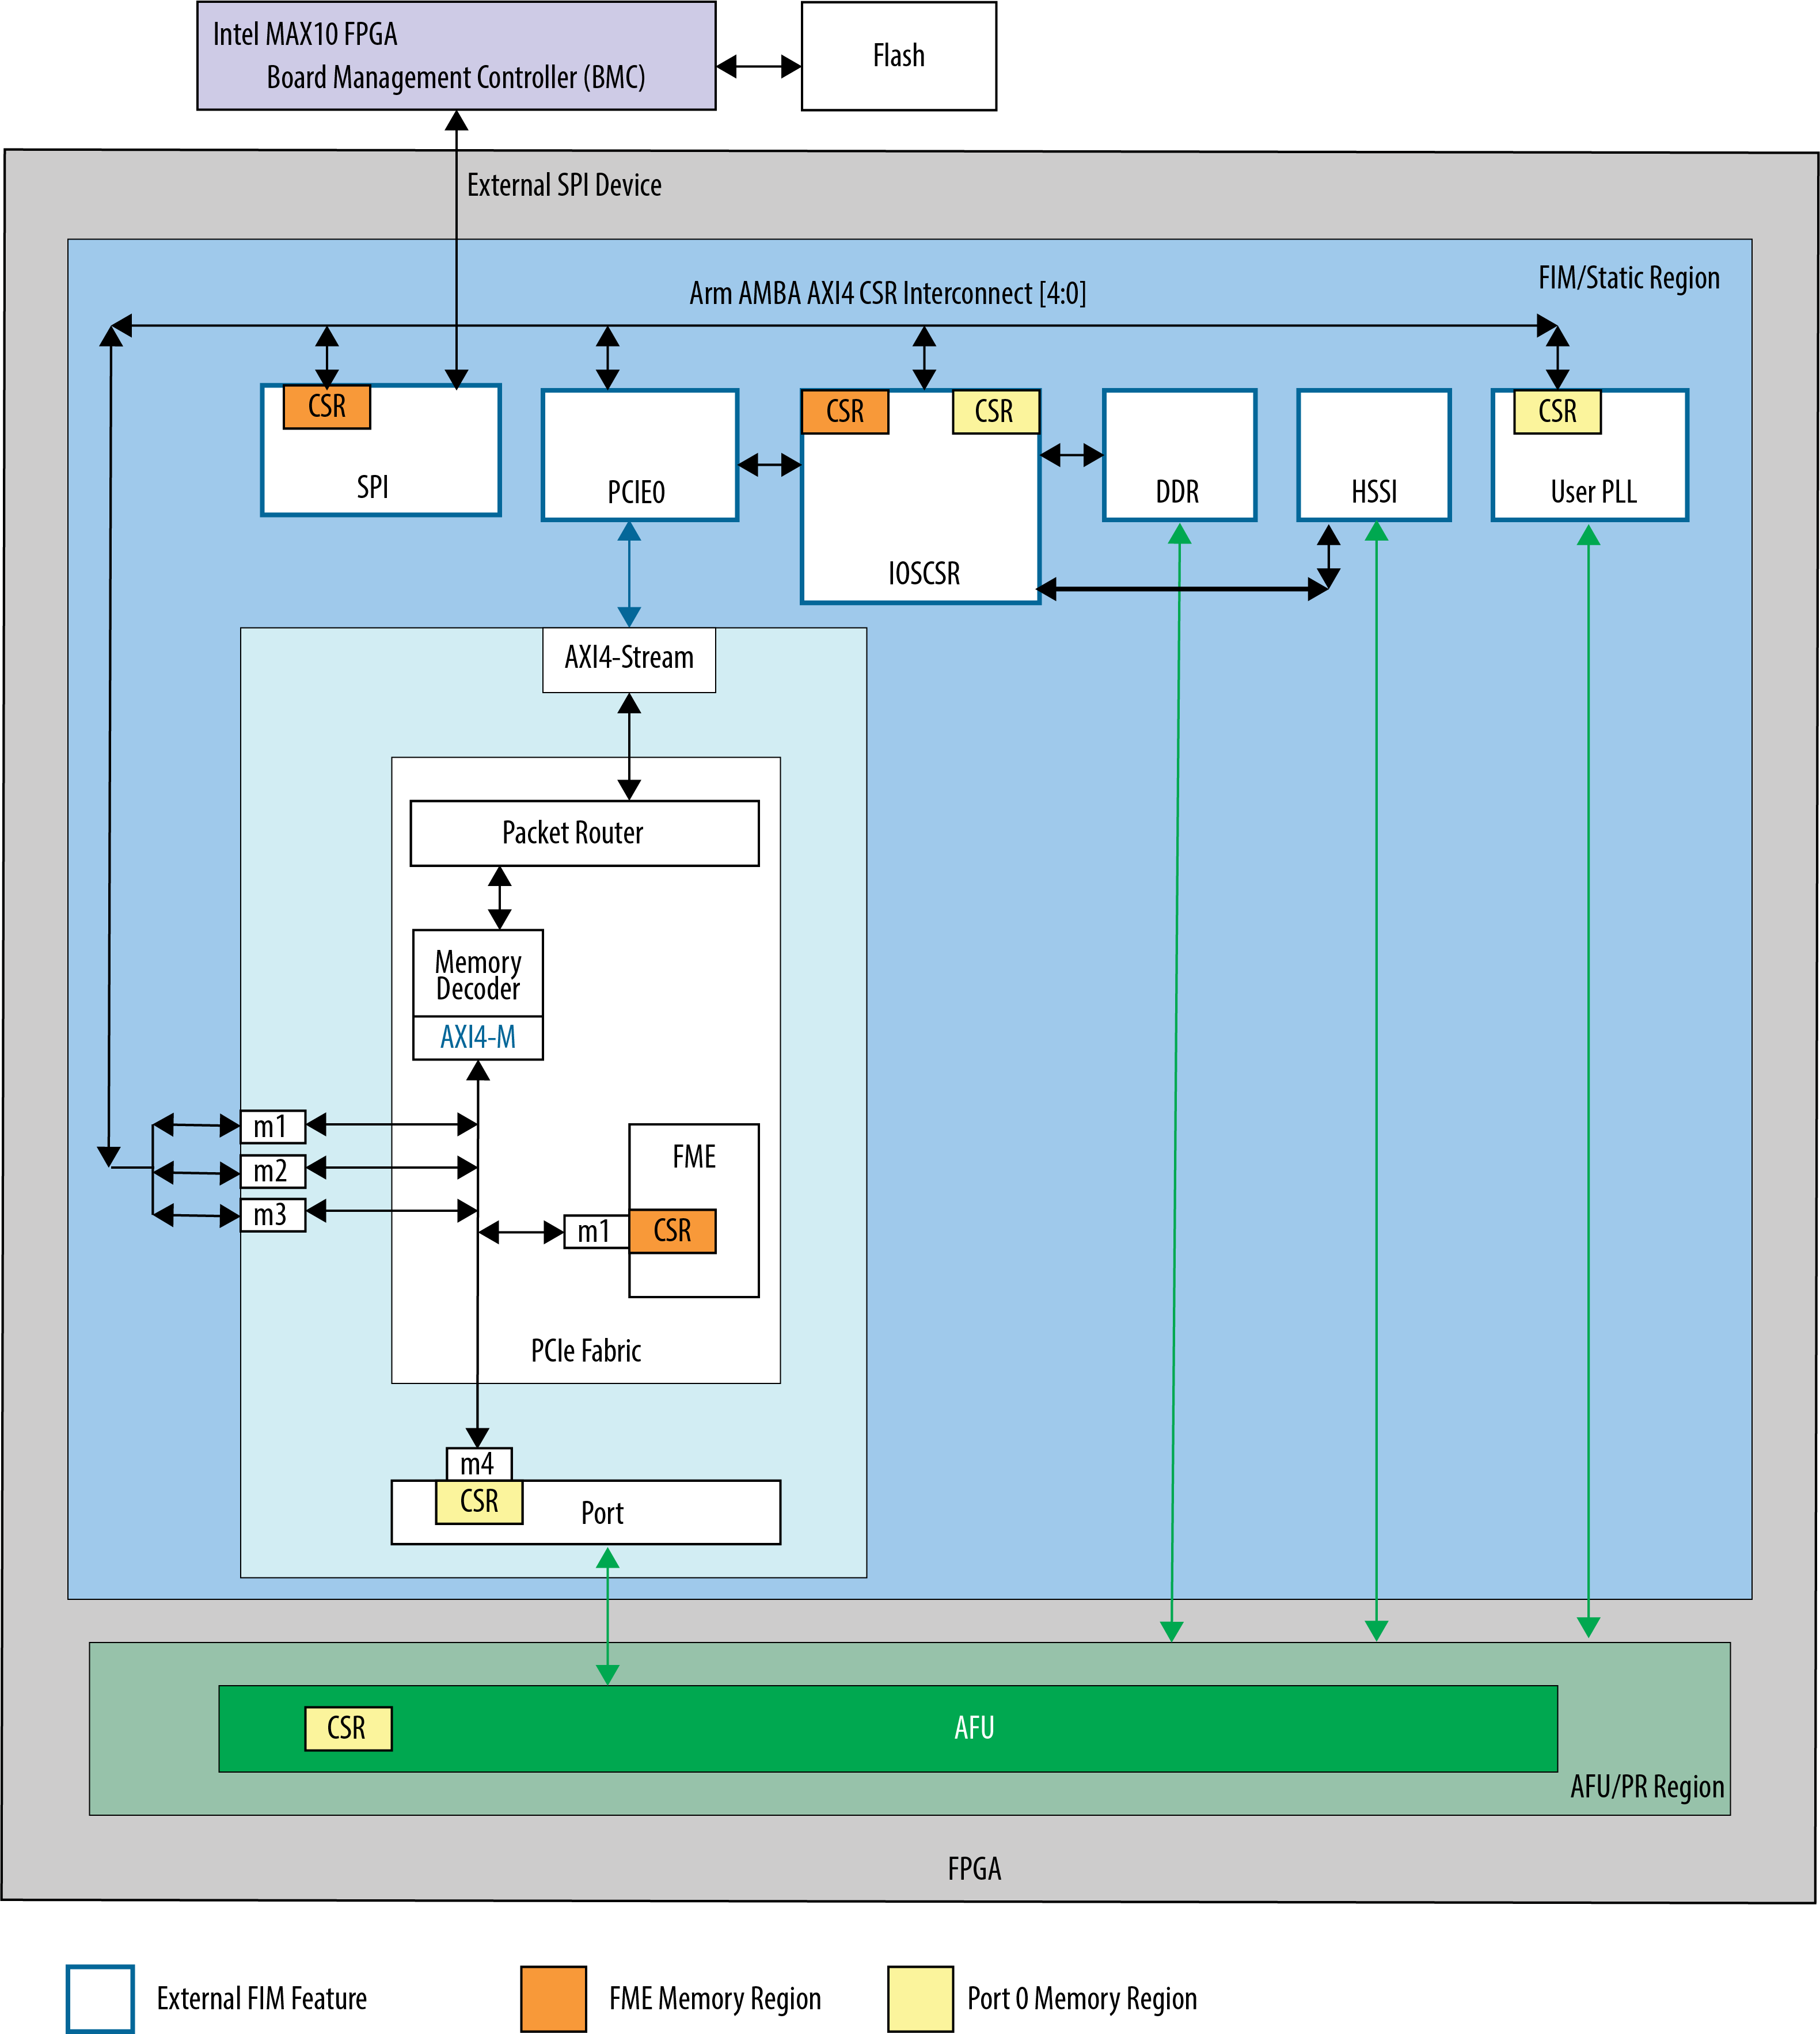 Intel MAX10 FPGA
Board Management Controller (BMC)
Flash
External SPI Device
FIM/Static Region
Arm AMBA AXI4 CSR Interconnect [4:0]
CSR
CSR
CSR
CSR
SPI
PCIE0
DDR
HSSI
User PLL
IOSCSR
AXI4-Stream
Packet Router
Memory
Decoder
AXI4-M
m1
m2
m3
FME
m1
CSR
PCIe Fabric
m4
CSR
Port
CSR
AFU
AFU/PR Region
FPGA
External FIM Feature
FME Memory Region
Port 0 Memory Region